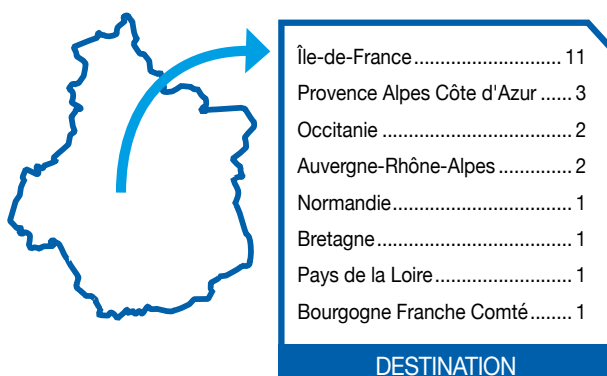 Île-de-France............................ 11
Provence Alpes Côte d'Azur ...... 3
Occitanie .................................... 2
Auvergne-Rhône-Alpes .............. 2
Normandie.................................. 1
Bretagne..................................... 1
Pays de la Loire.......................... 1
Bourgogne Franche Comté........ 1
DESTINATION